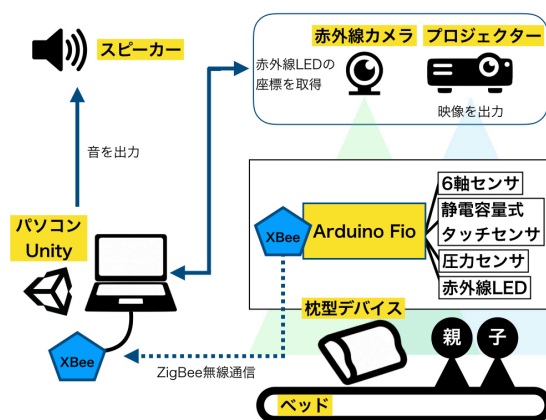 スピーカー
赤外線カメラ
プロジェクター
赤外線LEDの
座標を取得
映像を出力
音を出力
パソコン
Unity
XBee
Arduino Fio
6軸センサ
静電容量式
タッチセンサ
圧力センサ
赤外線LED
XBee
ZigBee無線通信
枕型デバイス
親
子
ベッド